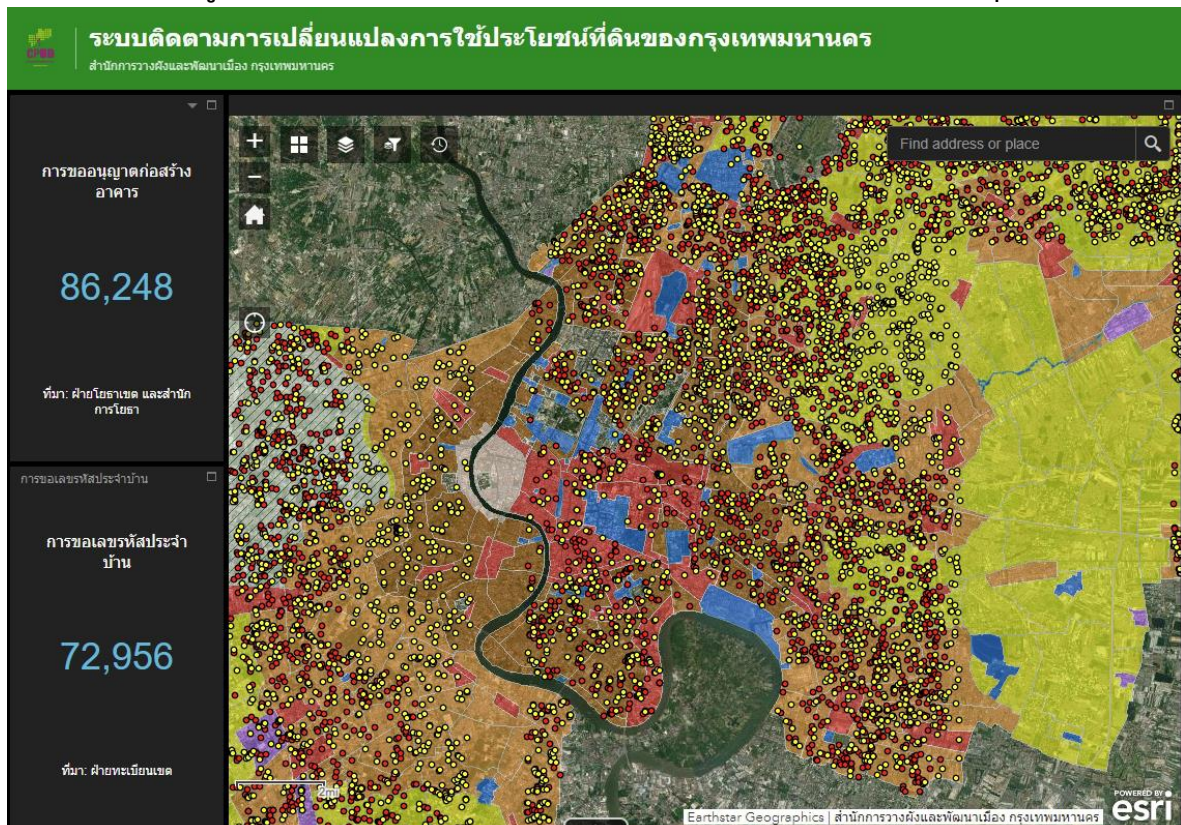 CPUD
ระบบติดตามการเปลี่ยนแปลงการใช้ประโยชน์ที่ดินของกรุงเทพมหานคร
สำนักการวางผังและพัฒนาเมือง กรุงเทพมหานคร
การขออนุญาตก่อสร้าง
อาคาร
86,248
ที่มา: ฝ่ายโยธาเขต และสำนัก
การโยธา
การขอเลขรหัสประจำบ้าน
การขอเลขรหัสประจำ
บ้าน
72,956
ที่มา: ฝ่ายทะเบียนเขต
Find address or place
2mi
Earthstar Geographics | สำนักการวางผังและพัฒนาเมือง กรุงเทพมหานคร
POWERED BY
esri